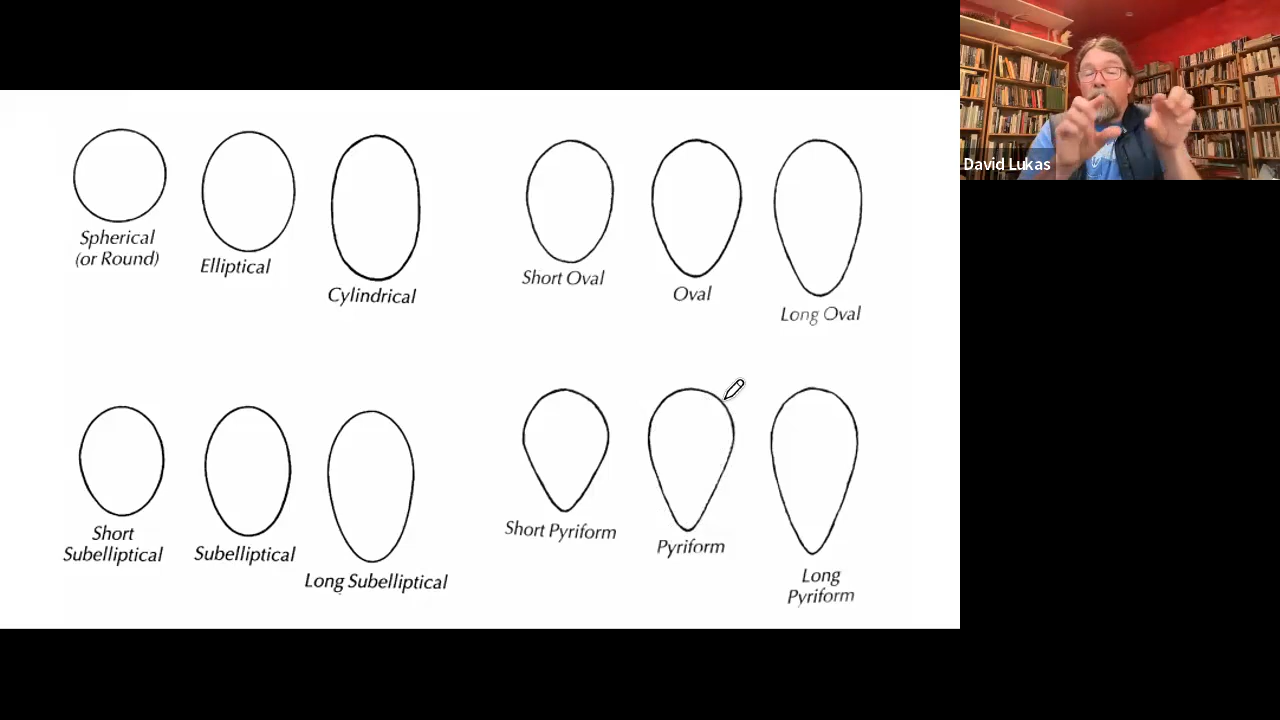 Spherical
(or Round)
Elliptical
Cylindrical
Short Oval
Oval
Long Oval
Short
Subelliptical
Subelliptical
Long Subelliptical
Short Pyriform
Pyriform
Long
Pyriform
David Lukas